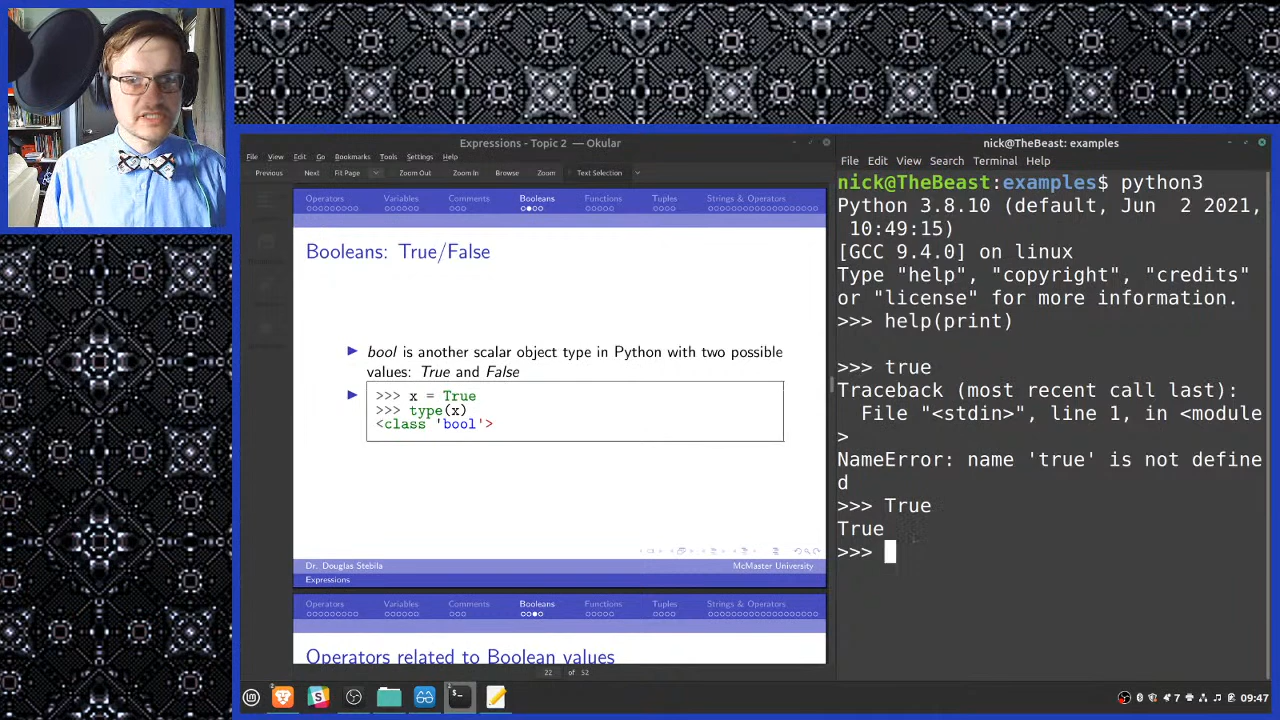 Expressions - Topic 2 — Okular
File View Edit Go Bookmarks Tools Settings Help
Previous Next Fit Page Zoom Out Zoom In Browse Zoom Text Selection
Operators Variables Comments Booleans Functions Tuples Strings & Operators
Booleans: True/False
bool is another scalar object type in Python with two possible
values: True and False
>>> x = True
>>> type(x)
<class 'bool'>
Dr. Douglas Stebila McMaster University
Expressions
Operators Variables Comments Booleans Functions Tuples Strings & Operators
Operators related to Boolean values
22 of 52
nick@TheBeast: examples
File Edit View Search Terminal Help
nick@TheBeast:examples$ python3
Python 3.8.10 (default, Jun  2 2021,
 10:49:15)
[GCC 9.4.0] on linux
Type "help", "copyright", "credits"
or "license" for more information.
>>> help(print)
>>> true
Traceback (most recent call last):
  File "<stdin>", line 1, in <module
>
NameError: name 'true' is not define
d
>>> True
True
>>>
7 09:47